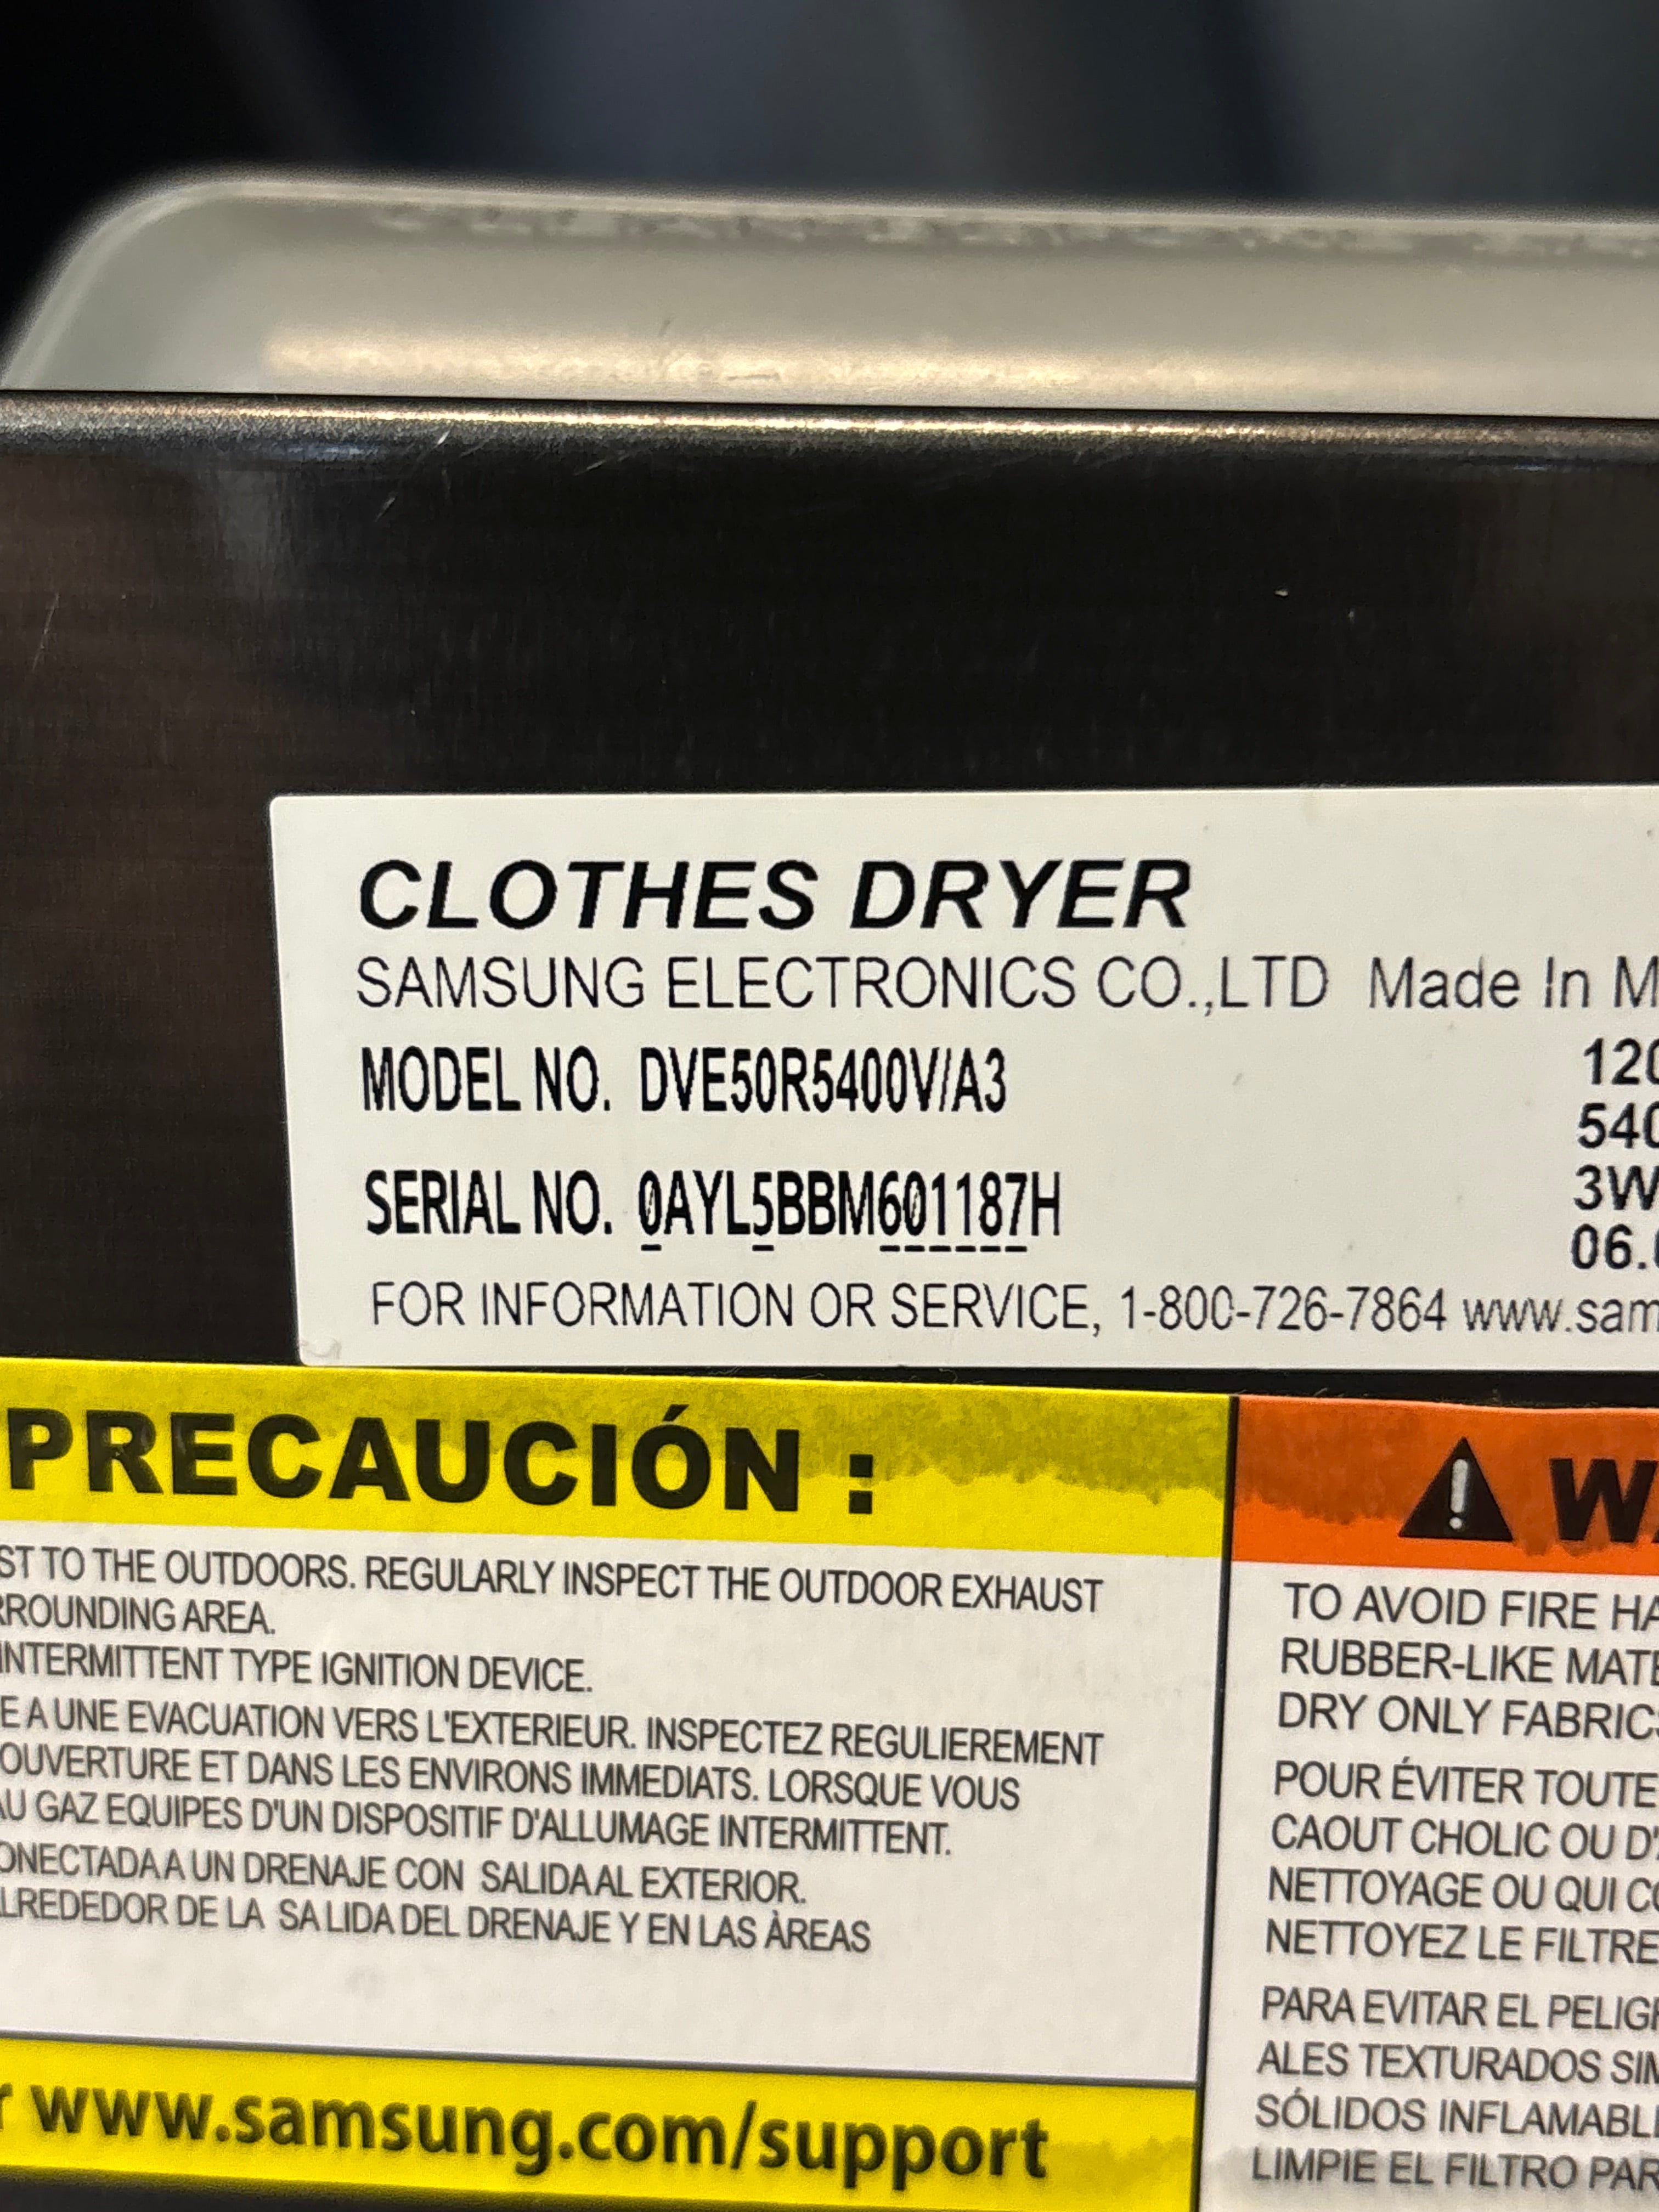 CLOTHES DRYER
SAMSUNG ELECTRONICS CO.,LTD Made In M
MODEL NO. DVE50R5400V/A3
120
540
SERIAL NO. 0AYL5BBM601187H
3W
06.
FOR INFORMATION OR SERVICE, 1-800-726-7864 www.sam
PRECAUCIÓN :
ST TO THE OUTDOORS. REGULARLY INSPECT THE OUTDOOR EXHAUST
RROUNDING AREA.
INTERMITTENT TYPE IGNITION DEVICE.
E A UNE EVACUATION VERS L'EXTERIEUR. INSPECTEZ REGULIEREMENT
OUVERTURE ET DANS LES ENVIRONS IMMEDIATS. LORSQUE VOUS
AU GAZ EQUIPES D'UN DISPOSITIF D'ALLUMAGE INTERMITTENT.
ONECTADA A UN DRENAJE CON SALIDA AL EXTERIOR.
LREDEDOR DE LA SALIDA DEL DRENAJE Y EN LAS ÀREAS
r www.samsung.com/support
WA
TO AVOID FIRE HA
RUBBER-LIKE MATE
DRY ONLY FABRICS
POUR ÉVITER TOUTE
CAOUT CHOLIC OU D'
NETTOYAGE OU QUI CO
NETTOYEZ LE FILTRE
PARA EVITAR EL PELIGR
ALES TEXTURADOS SIM
SÓLIDOS INFLAMABLE
LIMPIE EL FILTRO PAR